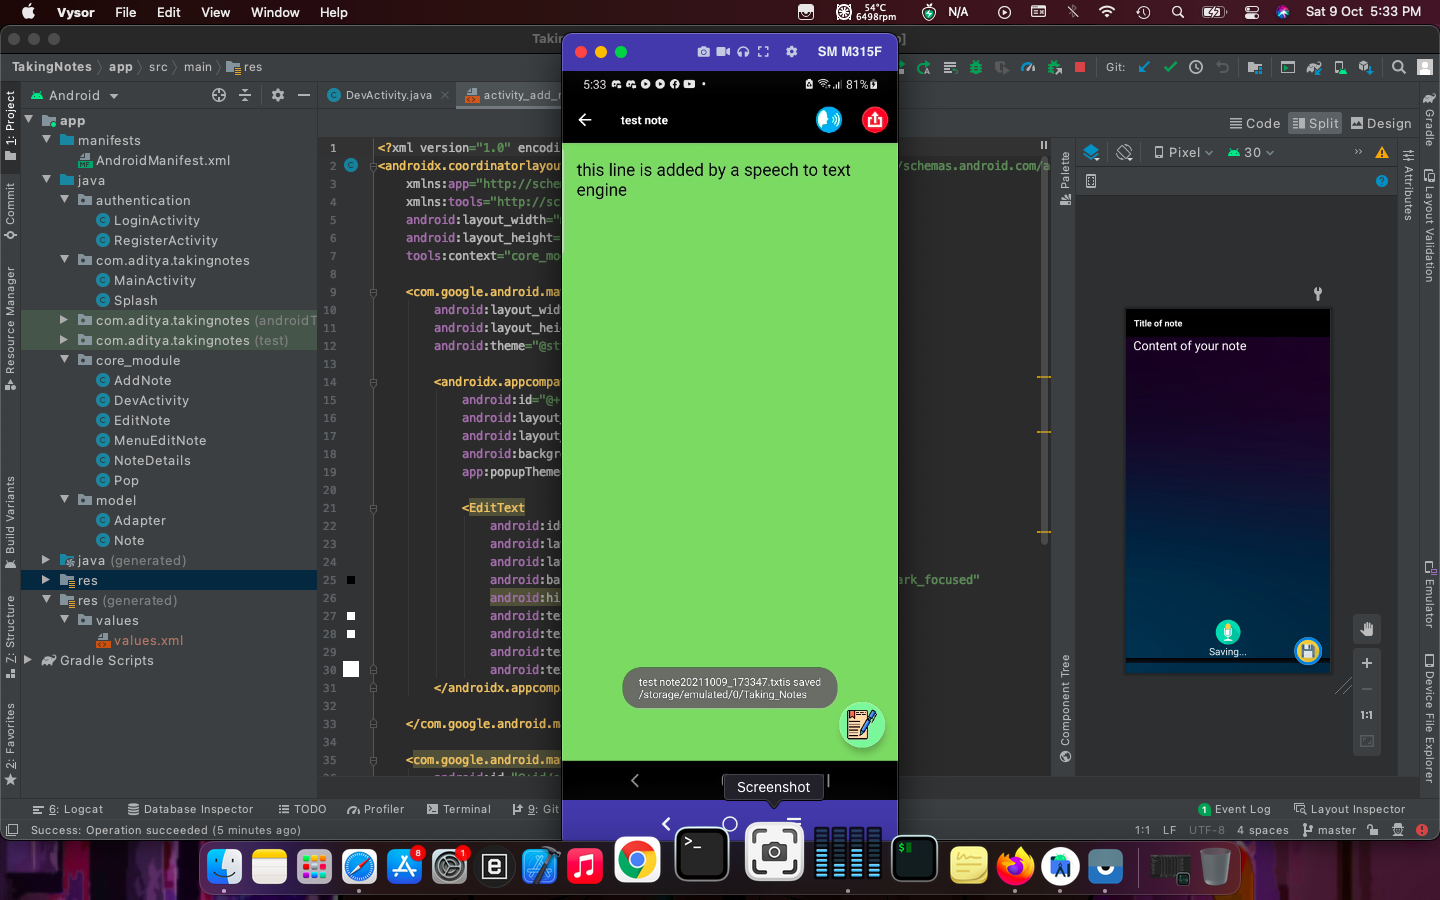 Vysor File Edit View Window Help
54°C
6498rpm
N/A
Sat 9 Oct 5:33 PM
TakingNotes app src main res
Git:
Android
DevActivity.java
activity_add_
Code Split Design
app
manifests
AndroidManifest.xml
java
authentication
LoginActivity
RegisterActivity
com.aditya.takingnotes
MainActivity
Splash
com.aditya.takingnotes (androidT
com.aditya.takingnotes (test)
core_module
AddNote
DevActivity
EditNote
MenuEditNote
NoteDetails
Pop
model
Adapter
Note
java (generated)
res
res (generated)
values
values.xml
Gradle Scripts
1: Project
Commit
Resource Manager
Build Variants
Z: Structure
2: Favorites
1 <?xml version="1.0" encodi
2 <androidx.coordinatorlayou
/schemas.android.com/a
3 xmlns:app="http://sche
4 xmlns:tools="http://sc
5 android:layout_width="
6 android:layout_height=
7 tools:context="core_mo
8
9 <com.google.android.ma
10 android:layout_wid
11 android:layout_hei
12 android:theme="@st
13
14 <androidx.appcompa
15 android:id="@+
16 android:layout_
17 android:layout_
18 android:backgr
19 app:popupTheme
20
21 <EditText
22 android:id
23 android:la
24 android:la
25 android:ba
ark_focused"
26 android:hi
27 android:te
28 android:te
29 android:te
30 android:te
31 </androidx.appcompa
32
33 </com.google.android.ma
34
35 <com.google.android.ma
SM M315F
5:33
81%
test note
this line is added by a speech to text
engine
test note20211009_173347.txtis saved
/storage/emulated/0/Taking_Notes
Screenshot
Palette
Component Tree
Pixel 30
Title of note
Content of your note
Saving...
1:1
Gradle
Attributes
Layout Validation
Emulator
Device File Explorer
6: Logcat Database Inspector TODO Profiler Terminal 9: Git
1 Event Log Layout Inspector
Success: Operation succeeded (5 minutes ago)
1:1 LF UTF-8 4 spaces master
8
1